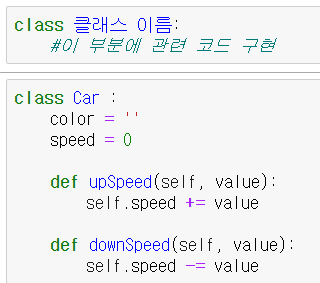 class 클래스 이름:
    #이 부분에 관련 코드 구현
class Car :
    color = ''
    speed = 0
    def upSpeed(self, value):
        self.speed += value
    def downSpeed(self, value):
        self.speed -= value